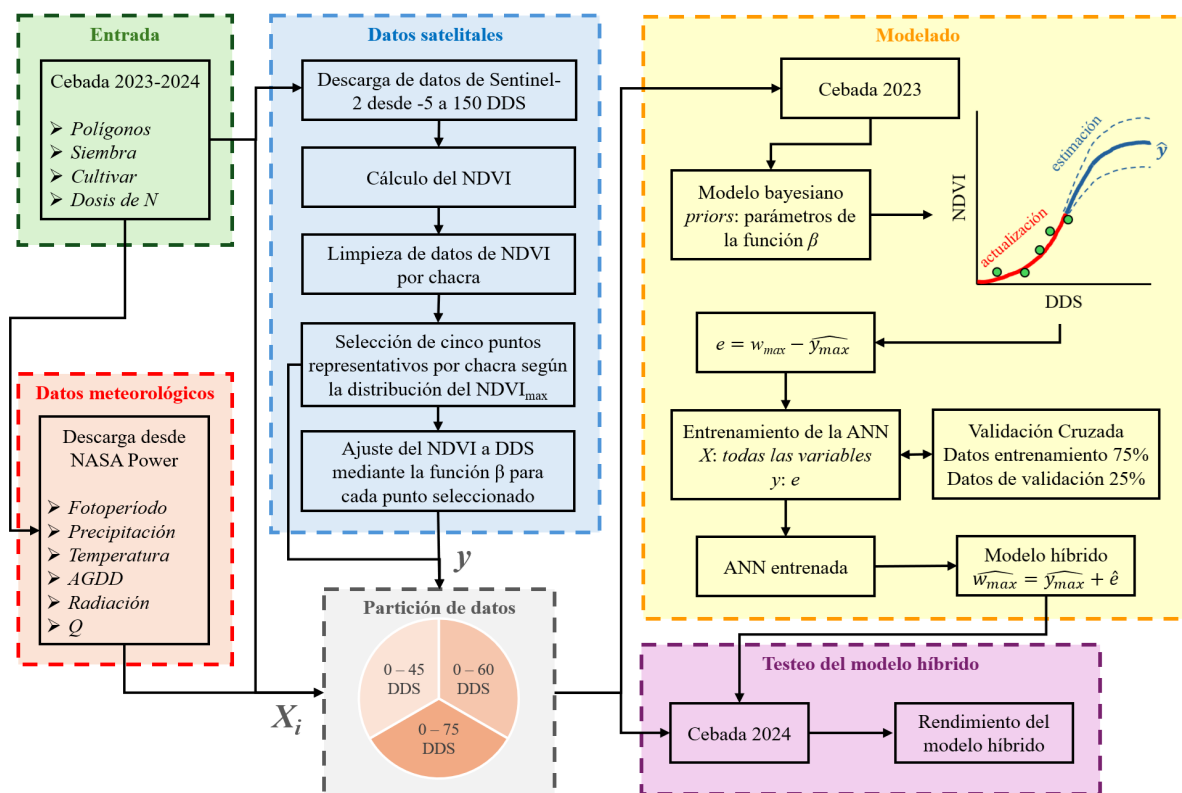 Entrada
Cebada 2023-2024
➢ Polígonos
➢ Siembra
➢ Cultivar
➢ Dosis de N
Datos meteorológicos
Descarga desde
NASA Power
➢ Fotoperíodo
➢ Precipitación
➢ Temperatura
➢ AGDD
➢ Radiación
➢ Q
Datos satelitales
Descarga de datos de Sentinel-
2 desde -5 a 150 DDS
Cálculo del NDVI
Limpieza de datos de NDVI
por chacra
Selección de cinco puntos
representativos por chacra según
la distribución del NDVImax
Ajuste del NDVI a DDS
mediante la función β para
cada punto seleccionado
y
Xi
Partición de datos
0 – 45
DDS
0 – 60
DDS
0 – 75
DDS
Modelado
Cebada 2023
Modelo bayesiano
priors: parámetros de
la función β
NDVI
actualización
estimación
ŷ
DDS
e = wmax − ŷmax
Entrenamiento de la ANN
X: todas las variables
y: e
Validación Cruzada
Datos entrenamiento 75%
Datos de validación 25%
ANN entrenada
Modelo híbrido
ŵmax = ŷmax + ê
Testeo del modelo híbrido
Cebada 2024
Rendimiento del
modelo híbrido